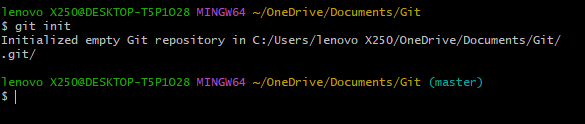 lenovo X250@DESKTOP-T5P1O28 MINGW64 ~/OneDrive/Documents/Git
$ git init
Initialized empty Git repository in C:/Users/lenovo X250/OneDrive/Documents/Git/
.git/
lenovo X250@DESKTOP-T5P1O28 MINGW64 ~/OneDrive/Documents/Git (master)
$